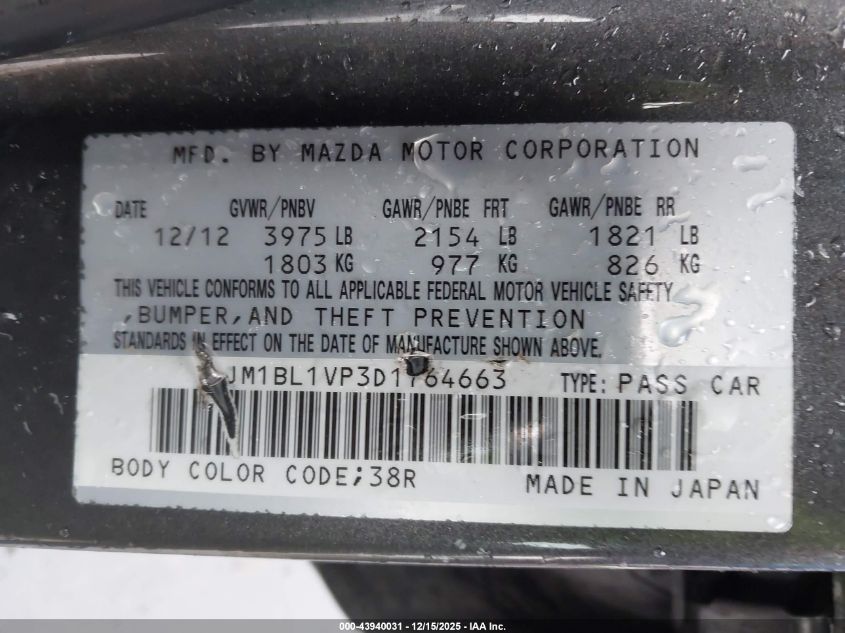 MFD. BY MAZDA MOTOR CORPORATION
DATE GVWR/PNBV GAWR/PNBE FRT GAWR/PNBE RR
12/12 3975 LB 2154 LB 1821 LB
1803 KG 977 KG 826 KG
THIS VEHICLE CONFORMS TO ALL APPLICABLE FEDERAL MOTOR VEHICLE SAFETY
,BUMPER,AND THEFT PREVENTION
STANDARDS IN EFFECT ON THE DATE OF MANUFACTURE SHOWN ABOVE.
JM1BL1VP3D1764663 TYPE: PASS CAR
BODY COLOR CODE;38R MADE IN JAPAN
000-43940031 - 12/15/2025 - IAA Inc.